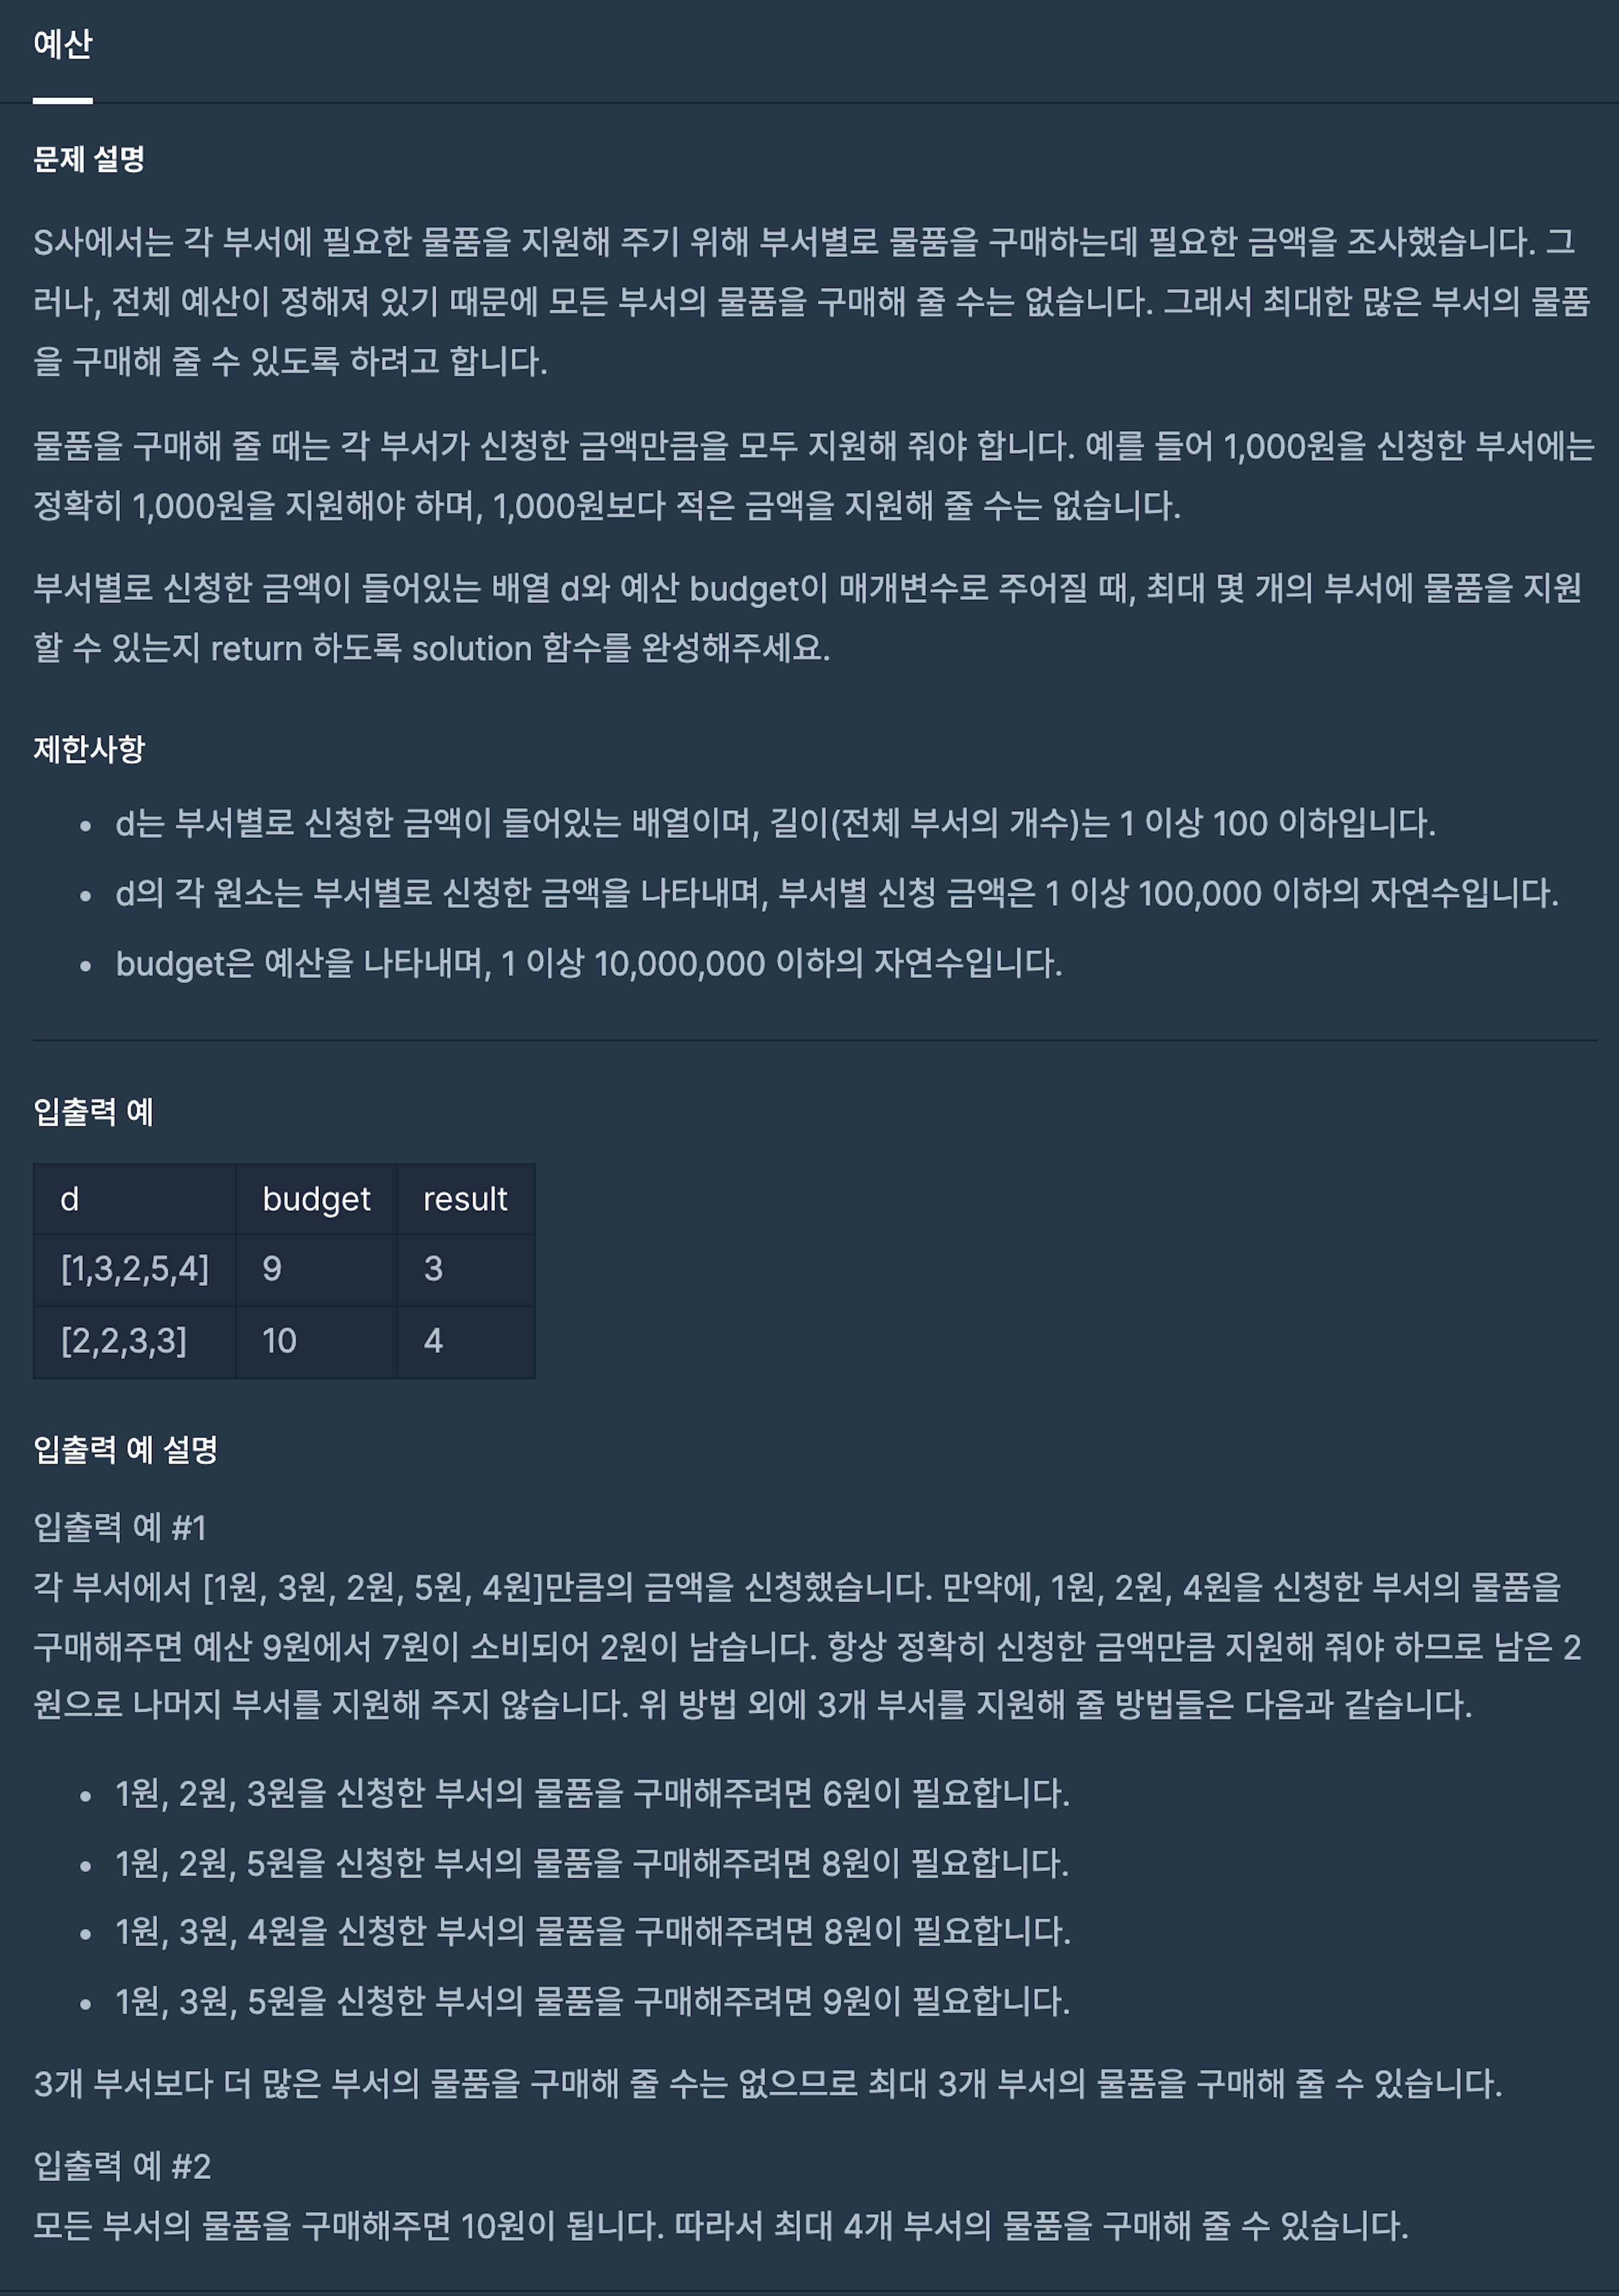 예산
문제 설명
S사에서는 각 부서에 필요한 물품을 지원해 주기 위해 부서별로 물품을 구매하는데 필요한 금액을 조사했습니다. 그
러나, 전체 예산이 정해져 있기 때문에 모든 부서의 물품을 구매해 줄 수는 없습니다. 그래서 최대한 많은 부서의 물품
을 구매해 줄 수 있도록 하려고 합니다.
물품을 구매해 줄 때는 각 부서가 신청한 금액만큼을 모두 지원해 줘야 합니다. 예를 들어 1,000원을 신청한 부서에는
정확히 1,000원을 지원해야 하며, 1,000원보다 적은 금액을 지원해 줄 수는 없습니다.
부서별로 신청한 금액이 들어있는 배열 d와 예산 budget이 매개변수로 주어질 때, 최대 몇 개의 부서에 물품을 지원
할 수 있는지 return 하도록 solution 함수를 완성해주세요.
제한사항
• d는 부서별로 신청한 금액이 들어있는 배열이며, 길이(전체 부서의 개수)는 1 이상 100 이하입니다.
• d의 각 원소는 부서별로 신청한 금액을 나타내며, 부서별 신청 금액은 1 이상 100,000 이하의 자연수입니다.
• budget은 예산을 나타내며, 1 이상 10,000,000 이하의 자연수입니다.
입출력 예
d budget result
[1,3,2,5,4] 9 3
[2,2,3,3] 10 4
입출력 예 설명
입출력 예 #1
각 부서에서 [1원, 3원, 2원, 5원, 4원]만큼의 금액을 신청했습니다. 만약에, 1원, 2원, 4원을 신청한 부서의 물품을
구매해주면 예산 9원에서 7원이 소비되어 2원이 남습니다. 항상 정확히 신청한 금액만큼 지원해 줘야 하므로 남은 2
원으로 나머지 부서를 지원해 주지 않습니다. 위 방법 외에 3개 부서를 지원해 줄 방법들은 다음과 같습니다.
• 1원, 2원, 3원을 신청한 부서의 물품을 구매해주려면 6원이 필요합니다.
• 1원, 2원, 5원을 신청한 부서의 물품을 구매해주려면 8원이 필요합니다.
• 1원, 3원, 4원을 신청한 부서의 물품을 구매해주려면 8원이 필요합니다.
• 1원, 3원, 5원을 신청한 부서의 물품을 구매해주려면 9원이 필요합니다.
3개 부서보다 더 많은 부서의 물품을 구매해 줄 수는 없으므로 최대 3개 부서의 물품을 구매해 줄 수 있습니다.
입출력 예 #2
모든 부서의 물품을 구매해주면 10원이 됩니다. 따라서 최대 4개 부서의 물품을 구매해 줄 수 있습니다.